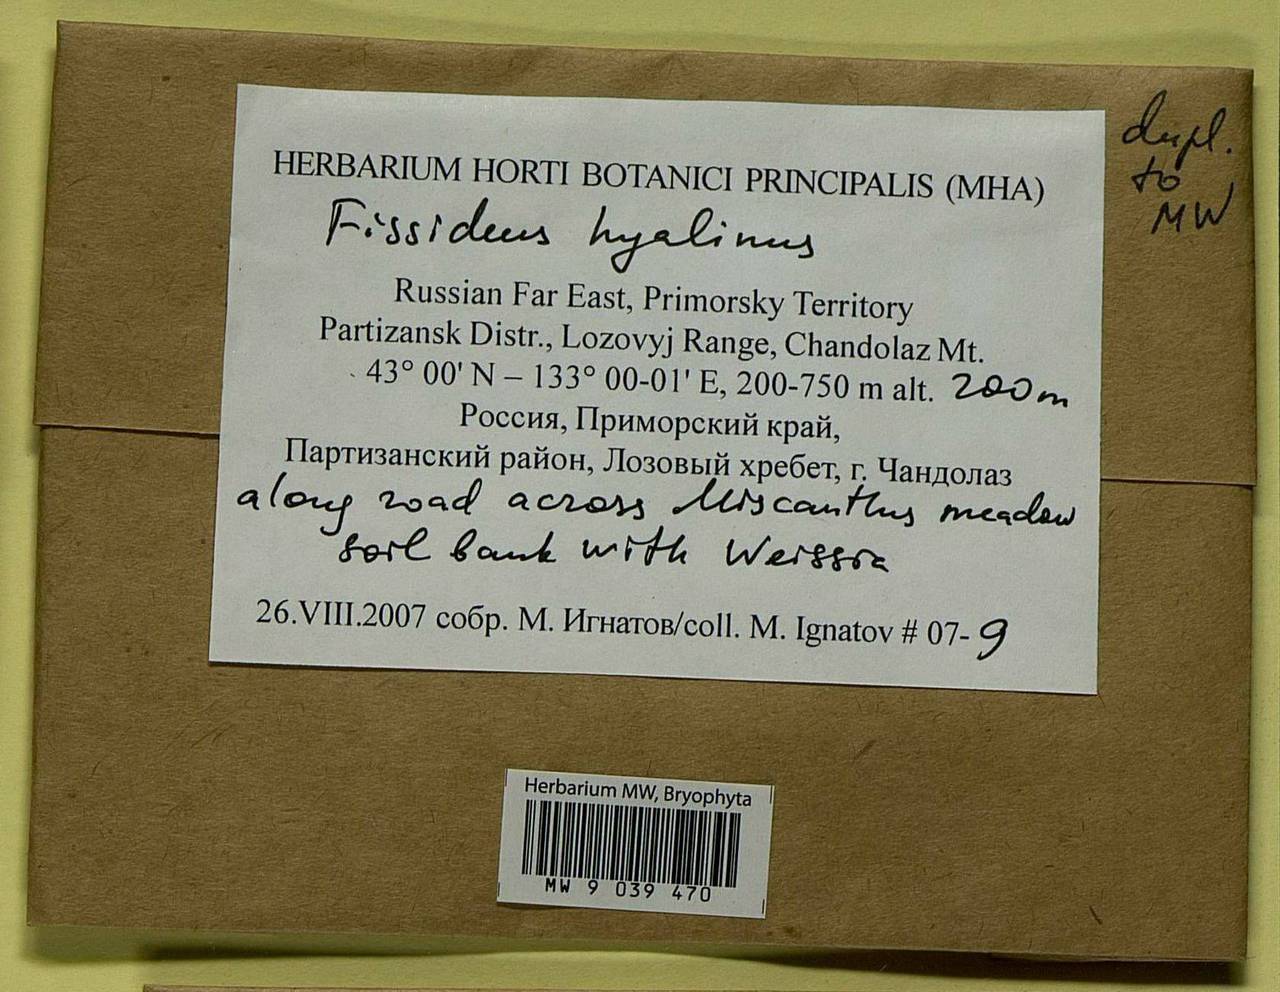 dupl.
to
MW
HERBARIUM HORTI BOTANICI PRINCIPALIS (MHA)
Fissidens hyalinus
Russian Far East, Primorsky Territory
Partizansk Distr., Lozovyj Range, Chandolaz Mt.
43° 00' N – 133° 00-01' E, 200-750 m alt. 200m
Россия, Приморский край,
Партизанский район, Лозовый хребет, г. Чандолаз
along road across Miscanthus meadow
soil bank with Weissia
26.VIII.2007 собр. М. Игнатов/coll. M. Ignatov # 07-9
Herbarium MW, Bryophyta
MW 9 039 470